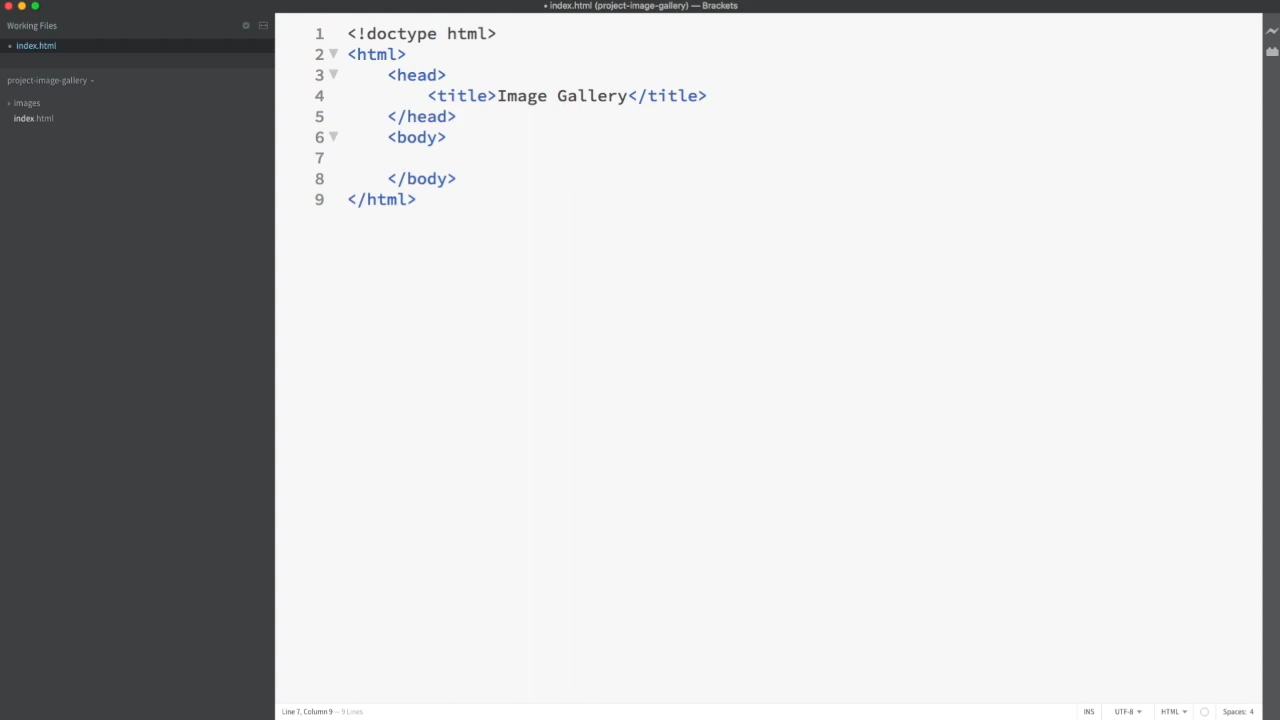 • index.html (project-image-gallery) — Brackets
Working Files
• index.html
project-image-gallery
images
index.html
1 <!doctype html>
2 <html>
3 <head>
4 <title>Image Gallery</title>
5 </head>
6 <body>
7
8 </body>
9 </html>
Line 7, Column 9 — 9 Lines
INS UTF-8 HTML Spaces: 4